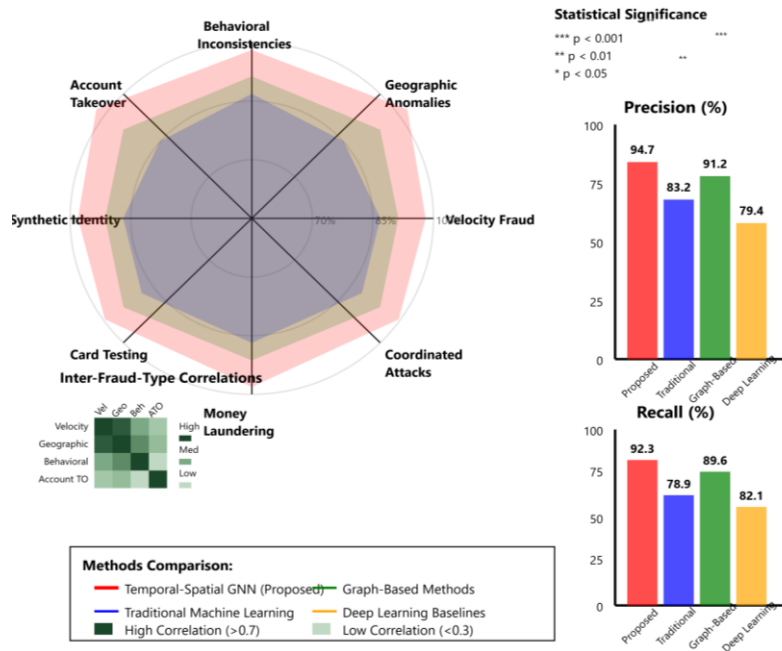 Behavioral
Inconsistencies
Account
Takeover
Geographic
Anomalies
Synthetic Identity
70%
85%
Velocity Fraud
Card Testing
Coordinated
Attacks
Money
Laundering
Inter-Fraud-Type Correlations
Vel Geo Beh ATO
Velocity
Geographic
Behavioral
Account TO
High
Med
Low
Statistical Significance
*** p < 0.001
** p < 0.01
* p < 0.05
***
**
Precision (%)
100
75
50
25
0
94.7
83.2
91.2
79.4
Proposed
Traditional
Graph-Based
Deep Learning
Recall (%)
100
75
50
25
0
92.3
78.9
89.6
82.1
Proposed
Traditional
Graph-Based
Deep Learning
Methods Comparison:
Temporal-Spatial GNN (Proposed)
Graph-Based Methods
Traditional Machine Learning
Deep Learning Baselines
High Correlation (>0.7)
Low Correlation (<0.3)